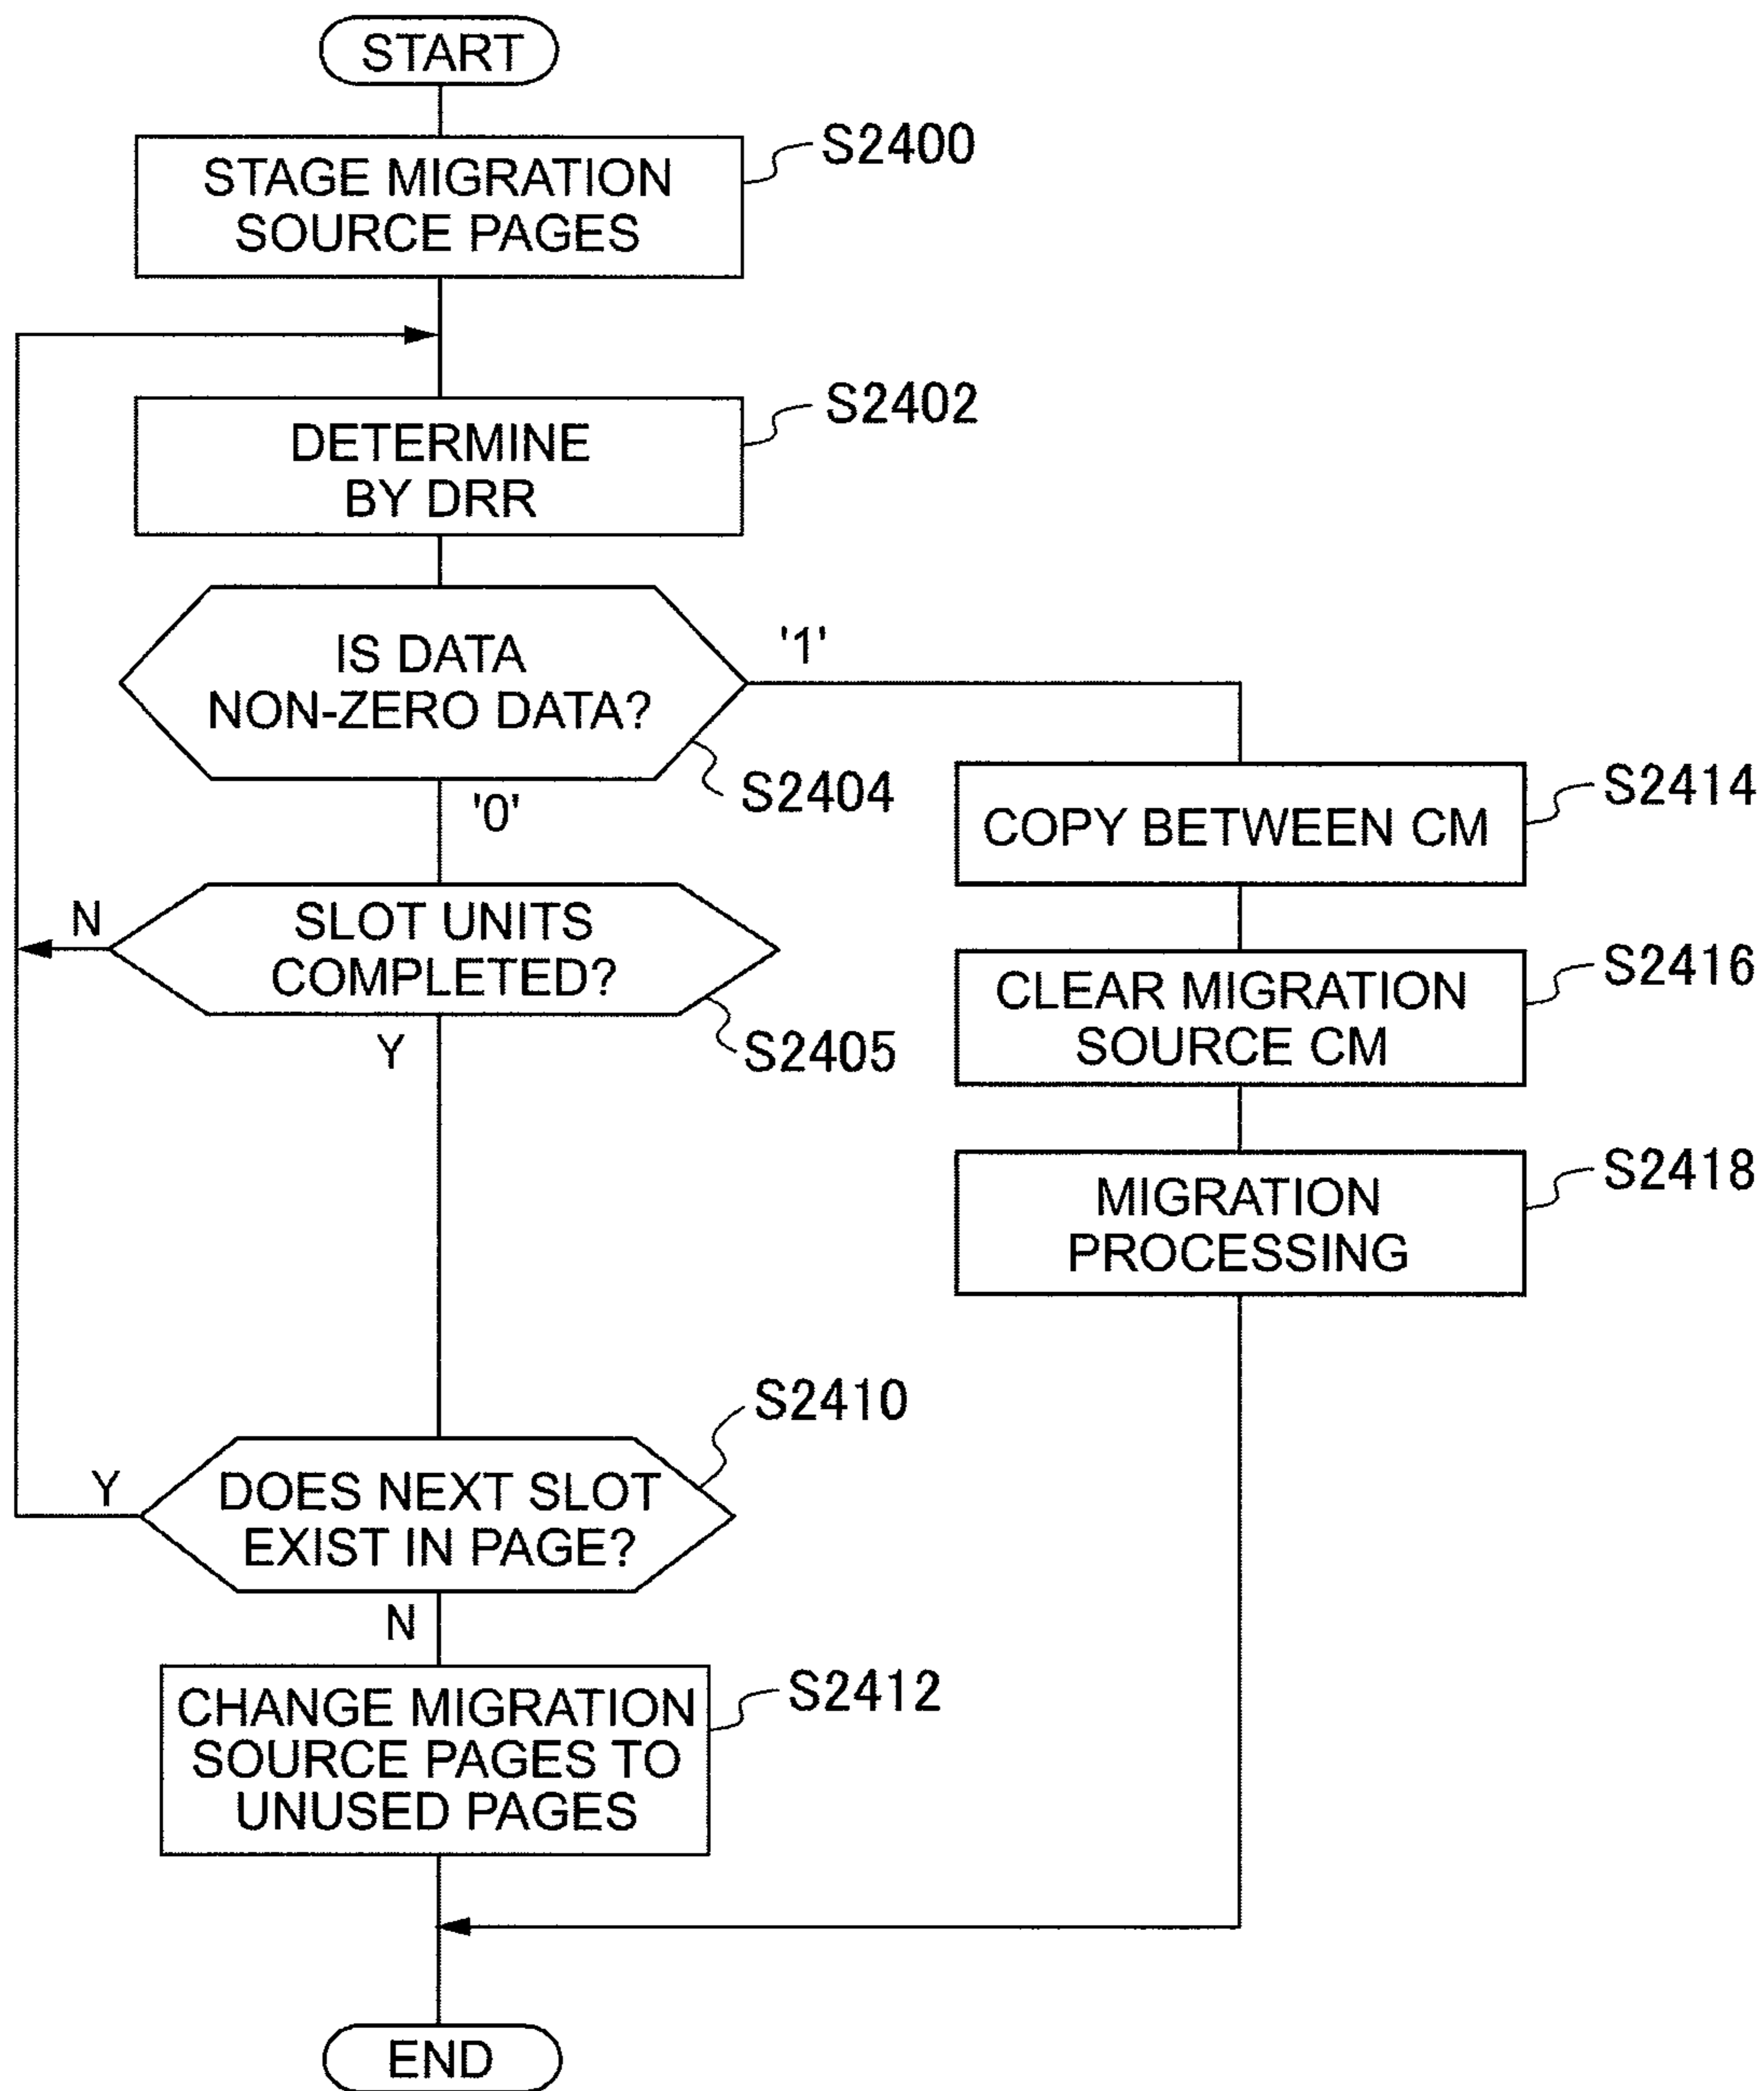 START
STAGE MIGRATION
SOURCE PAGES
S2400
DETERMINE
BY DRR
S2402
IS DATA
NON-ZERO DATA?
'1'
S2404
'0'
SLOT UNITS
COMPLETED?
N
Y
S2405
COPY BETWEEN CM
S2414
CLEAR MIGRATION
SOURCE CM
S2416
MIGRATION
PROCESSING
S2418
S2410
DOES NEXT SLOT
EXIST IN PAGE?
Y
N
CHANGE MIGRATION
SOURCE PAGES TO
UNUSED PAGES
S2412
END